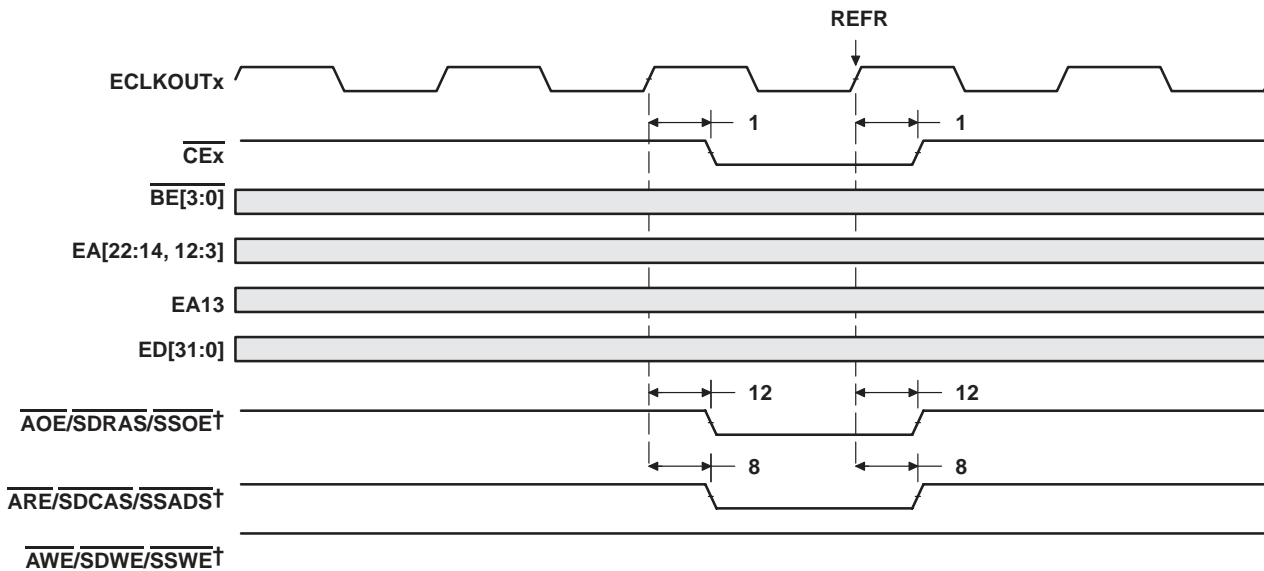 REFR
ECLKOUTx
1 1
CEx
BE[3:0]
EA[22:14, 12:3]
EA13
ED[31:0]
12 12
AOE/SDRAS/SSOE†
8 8
ARE/SDCAS/SSADS†
AWE/SDWE/SSWE†